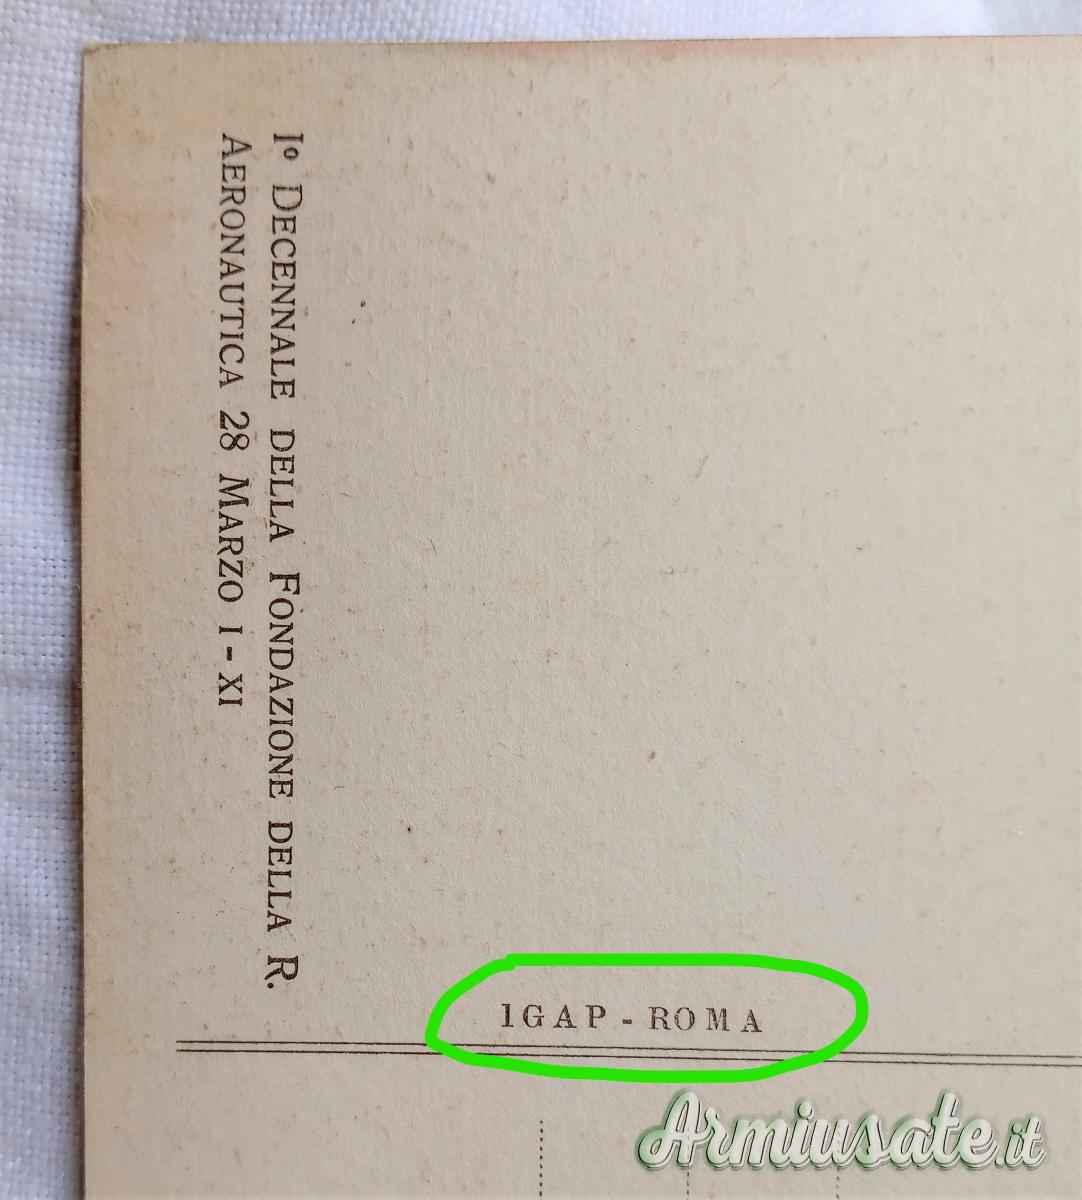 I° Decennale della Fondazione della R.
Aeronautica 28 Marzo I - XI
IGAP - ROMA
Armiusate.it